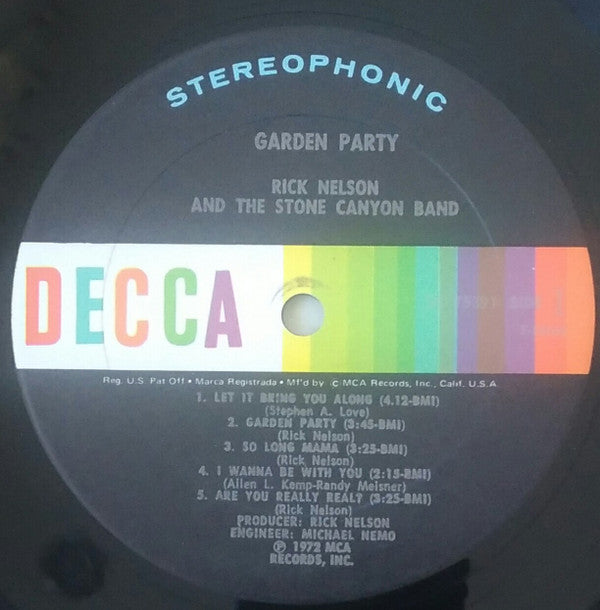 STEREOPHONIC
GARDEN PARTY
RICK NELSON
AND THE STONE CANYON BAND
DECCA
Reg. U.S. Pat Off • Marca Registrada • Mf'd by © MCA Records, Inc., Calif. U.S.A.
1. LET IT BRING YOU ALONG (4.12-BMI)
(Stephen A. Love)
2. GARDEN PARTY (3:45-BMI)
(Rick Nelson)
3. SO LONG MAMA (3:25-BMI)
(Rick Nelson)
4. I WANNA BE WITH YOU (2:15-BMI)
(Allen L. Kemp-Randy Meisner)
5. ARE YOU REALLY REAL? (3:25-BMI)
(Rick Nelson)
PRODUCER: RICK NELSON
ENGINEER: MICHAEL NEMO
℗ 1972 MCA
RECORDS, INC.